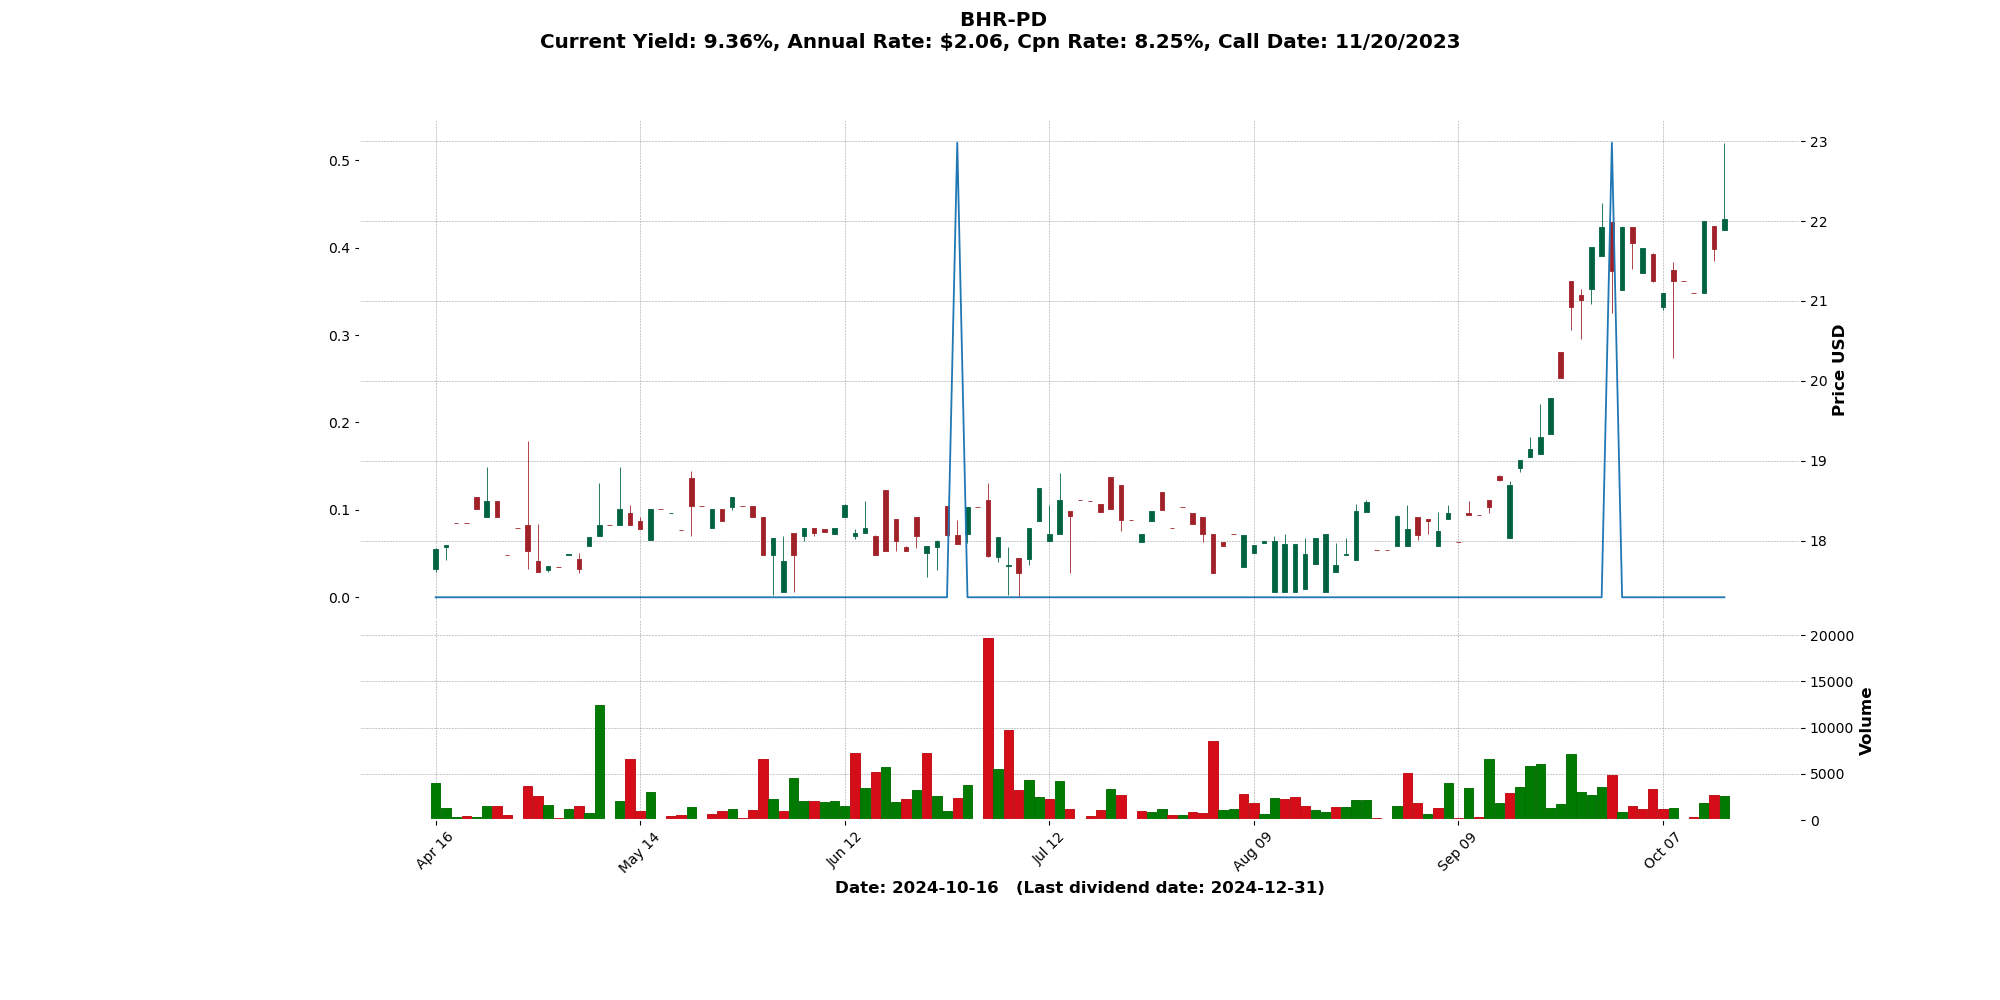 BHR-PD
Current Yield: 9.36%, Annual Rate: $2.06, Cpn Rate: 8.25%, Call Date: 11/20/2023
0.5
0.4
0.3
0.2
0.1
0.0
23
22
21
20
19
18
Price USD
20000
15000
10000
5000
0
Volume
Apr 16
May 14
Jun 12
Jul 12
Aug 09
Sep 09
Oct 07
Date: 2024-10-16 (Last dividend date: 2024-12-31)